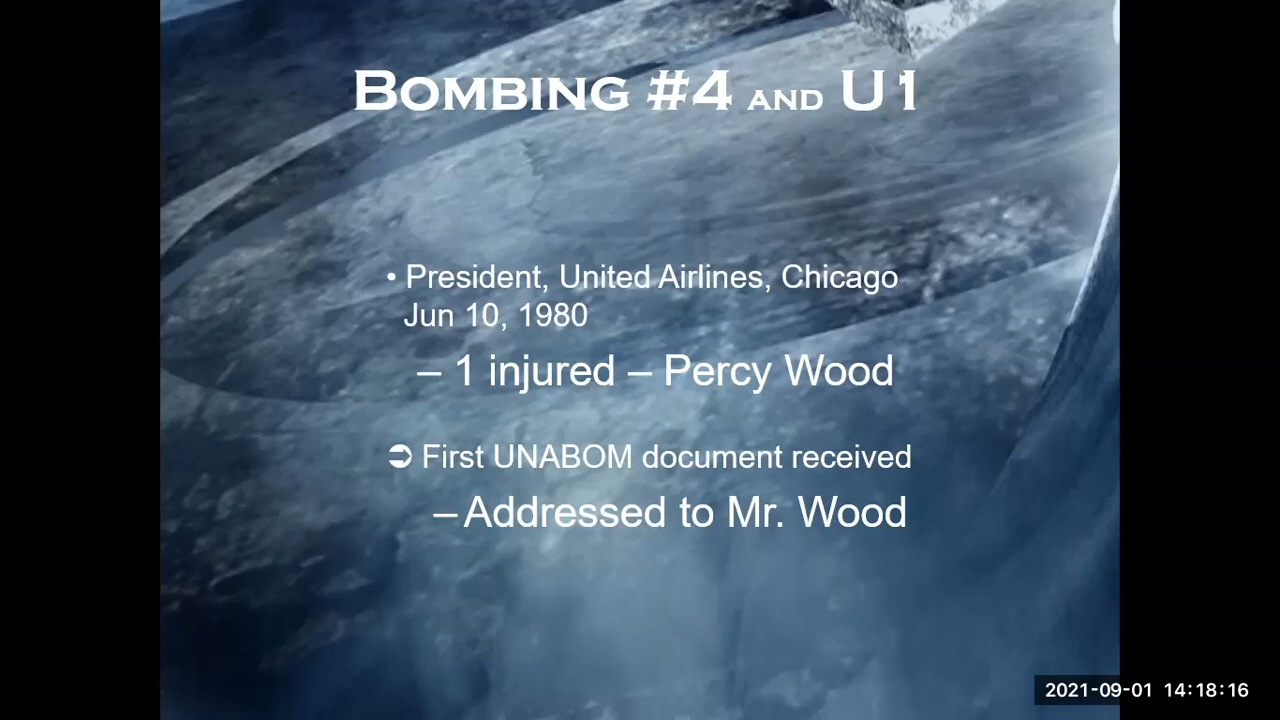 BOMBING #4 AND U1
• President, United Airlines, Chicago
Jun 10, 1980
– 1 injured – Percy Wood
➲ First UNABOM document received
– Addressed to Mr. Wood
2021-09-01 14:18:16